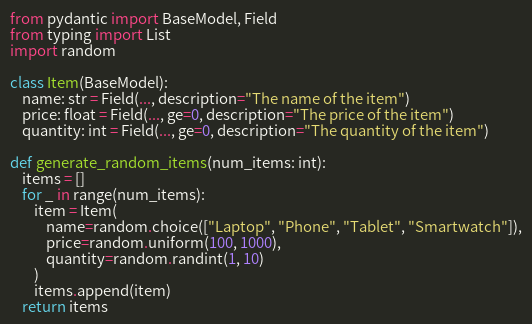 from pydantic import BaseModel, Field
from typing import List
import random

class Item(BaseModel):
    name: str = Field(..., description="The name of the item")
    price: float = Field(..., ge=0, description="The price of the item")
    quantity: int = Field(..., ge=0, description="The quantity of the item")

def generate_random_items(num_items: int):
    items = []
    for _ in range(num_items):
        item = Item(
            name=random.choice(["Laptop", "Phone", "Tablet", "Smartwatch"]),
            price=random.uniform(100, 1000),
            quantity=random.randint(1, 10)
        )
        items.append(item)
    return items